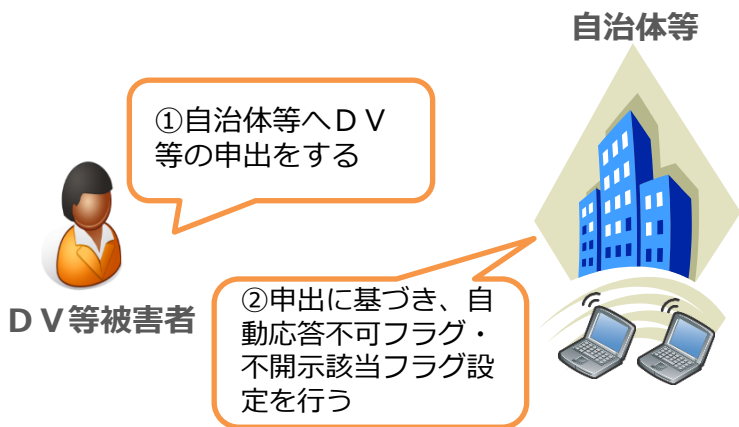 自治体等
①自治体等へＤＶ
等の申出をする
ＤＶ等被害者
②申出に基づき、自
動応答不可フラグ・
不開示該当フラグ設
定を行う